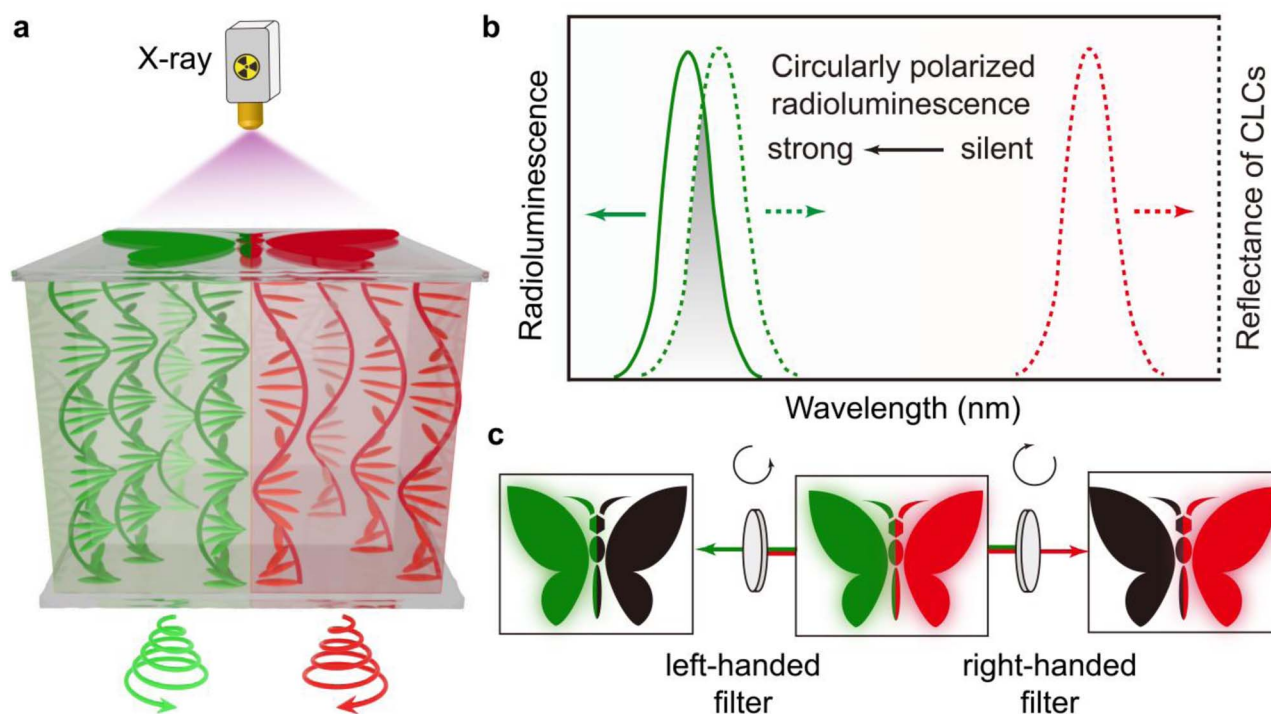 a
X-ray
b
Radioluminescence
Circularly polarized
radioluminescence
strong
silent
Reflectance of CLCs
Wavelength (nm)
c
left-handed
filter
right-handed
filter